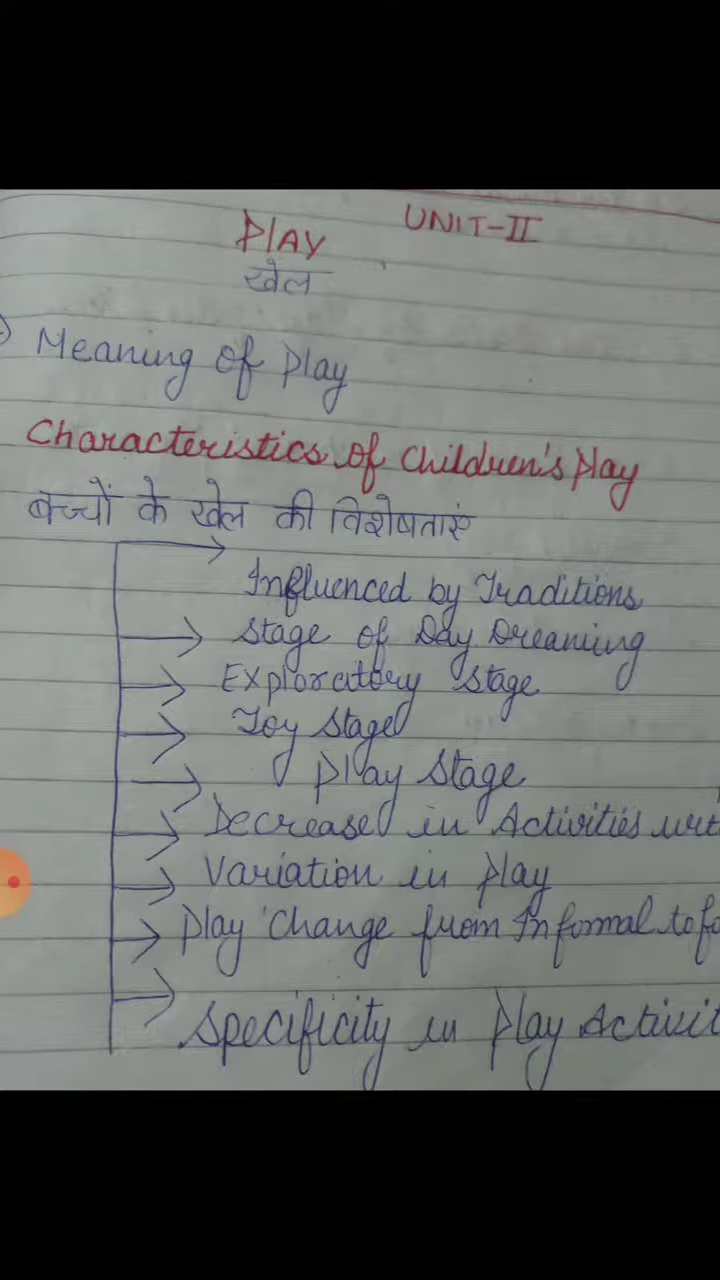 UNIT-II
PLAY
खेल
Meaning of Play
Characteristics of Children's Play
बच्चों के खेल की विशेषताएं
Influenced by Traditions
Stage of Day Dreaming
Exploratory Stage
Toy Stage
Play Stage
Decrease in Activities
Variation in Play
Play Change from Informal to
Specificity in Play